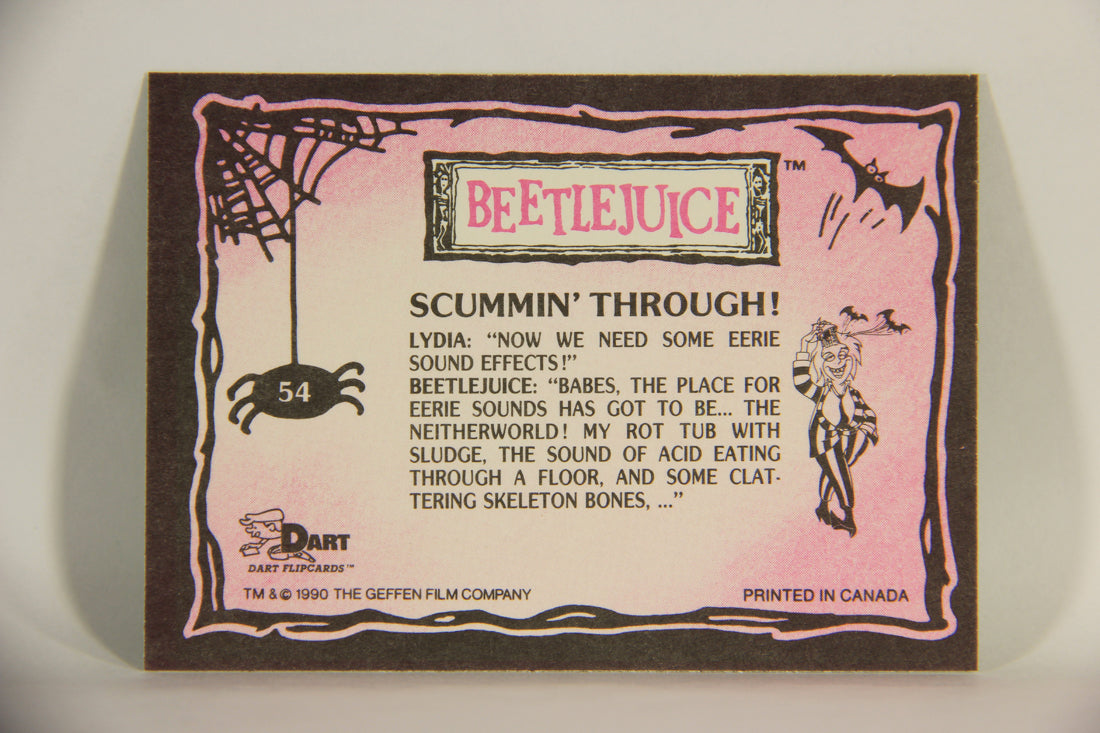 BEETLEJUICE™
SCUMMIN' THROUGH!
LYDIA: “NOW WE NEED SOME EERIE
SOUND EFFECTS!”
BEETLEJUICE: “BABES, THE PLACE FOR
EERIE SOUNDS HAS GOT TO BE... THE
NEITHERWORLD! MY ROT TUB WITH
SLUDGE, THE SOUND OF ACID EATING
THROUGH A FLOOR, AND SOME CLAT-
TERING SKELETON BONES, ...”
54
DART
DART FLIPCARDS™
TM & © 1990 THE GEFFEN FILM COMPANY
PRINTED IN CANADA